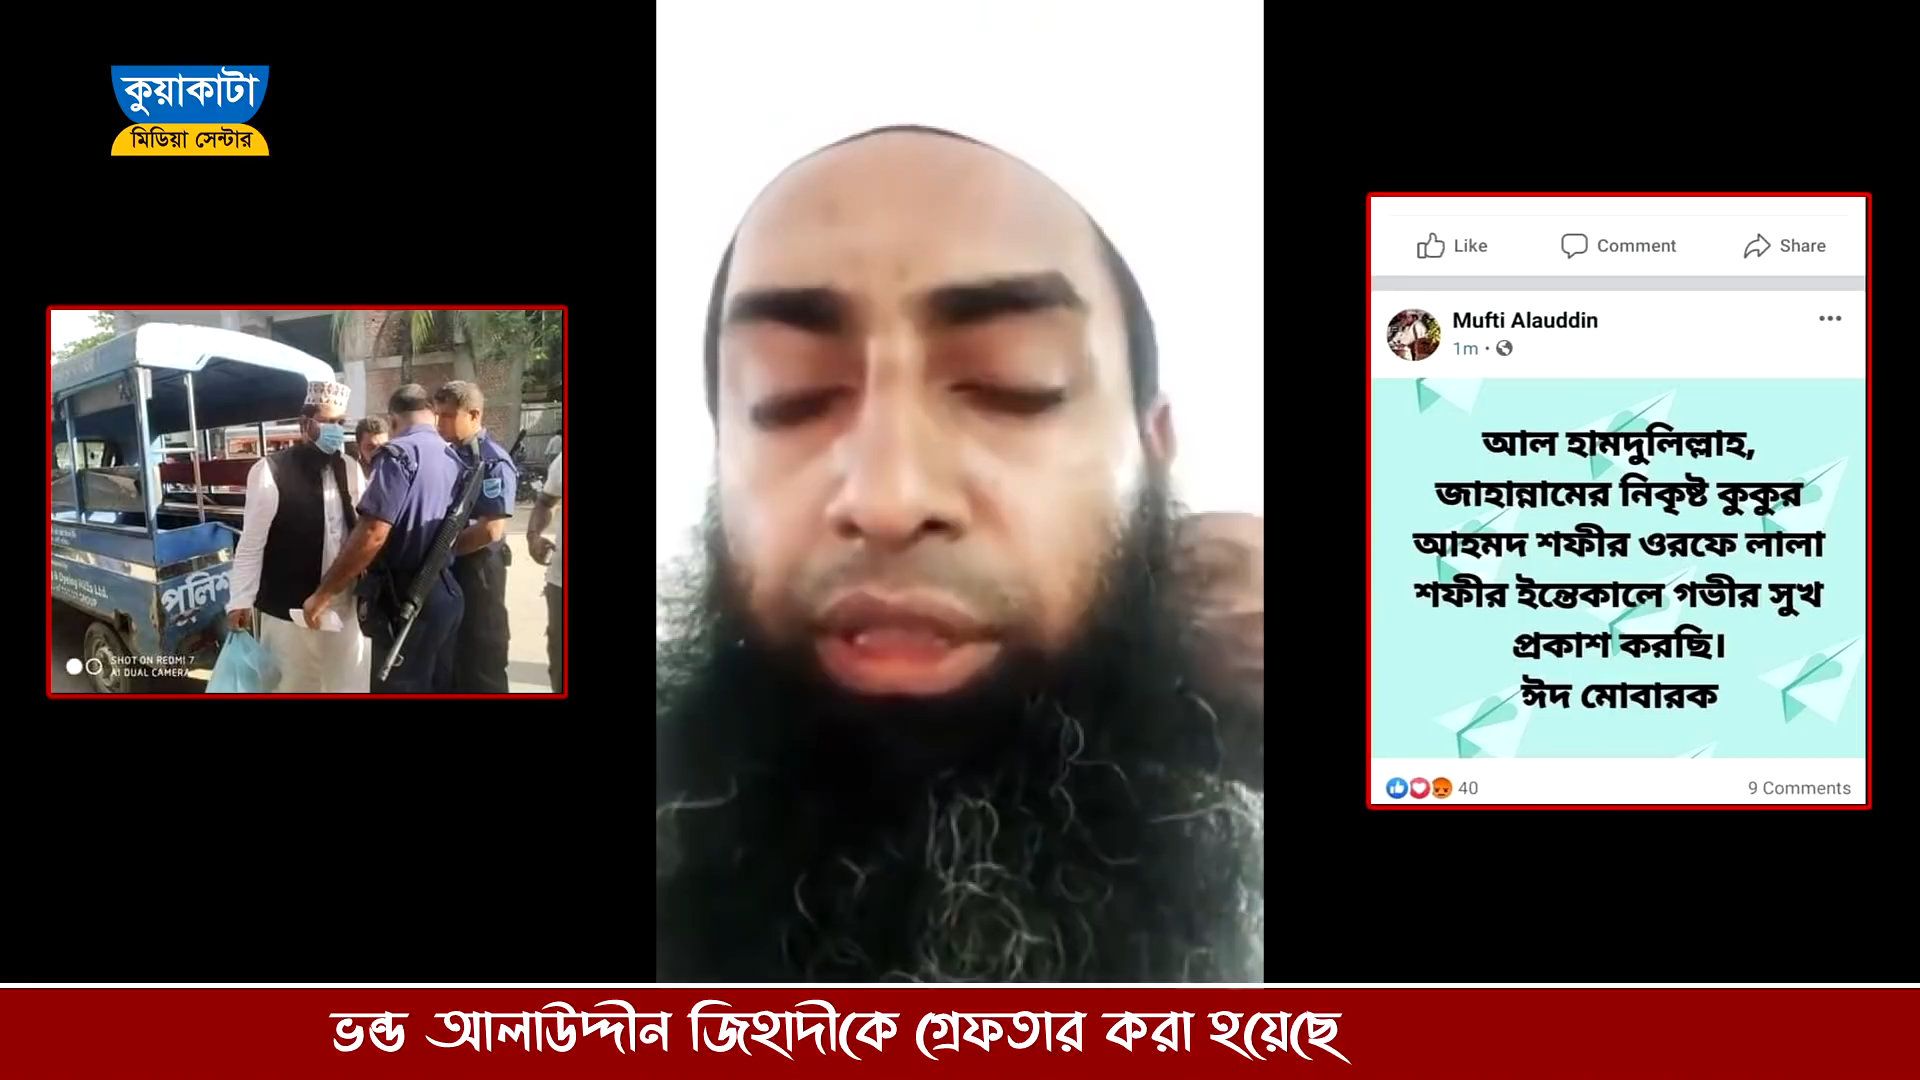 কুয়াকাটা
মিডিয়া সেন্টার
পুলিশ
SHOT ON REDMI 7
AI DUAL CAMERA
Like
Comment
Share
Mufti Alauddin
1m
আল হামদুলিল্লাহ,
জাহান্নামের নিকৃষ্ট কুকুর
আহমদ শফীর ওরফে লালা
শফীর ইন্তেকালে গভীর সুখ
প্রকাশ করছি।
ঈদ মোবারক
40
9 Comments
ভন্ড আলাউদ্দীন জিহাদীকে গ্রেফতার করা হয়েছে